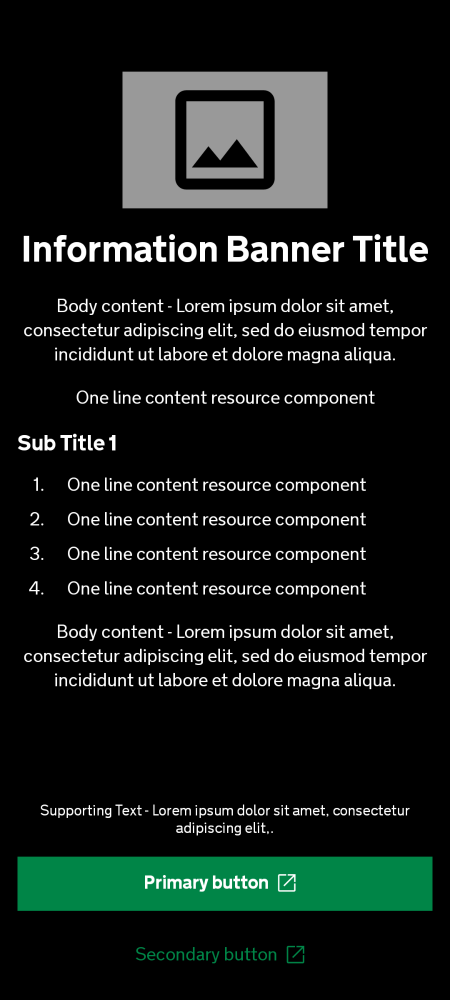 Information Banner Title
Body content - Lorem ipsum dolor sit amet,
consectetur adipiscing elit, sed do eiusmod tempor
incididunt ut labore et dolore magna aliqua.
One line content resource component
Sub Title 1
1. One line content resource component
2. One line content resource component
3. One line content resource component
4. One line content resource component
Body content - Lorem ipsum dolor sit amet,
consectetur adipiscing elit, sed do eiusmod tempor
incididunt ut labore et dolore magna aliqua.
Supporting Text - Lorem ipsum dolor sit amet, consectetur
adipiscing elit,.
Primary button
Secondary button